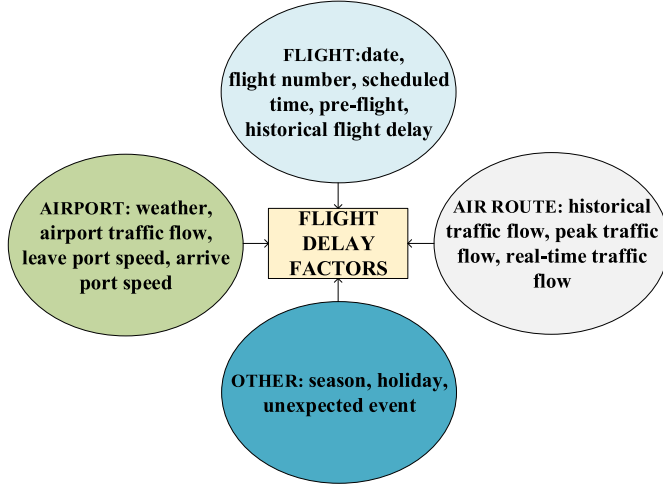 FLIGHT:date,
flight number, scheduled
time, pre-flight,
historical flight delay
AIRPORT: weather,
airport traffic flow,
leave port speed, arrive
port speed
FLIGHT
DELAY
FACTORS
AIR ROUTE: historical
traffic flow, peak traffic
flow, real-time traffic
flow
OTHER: season, holiday,
unexpected event